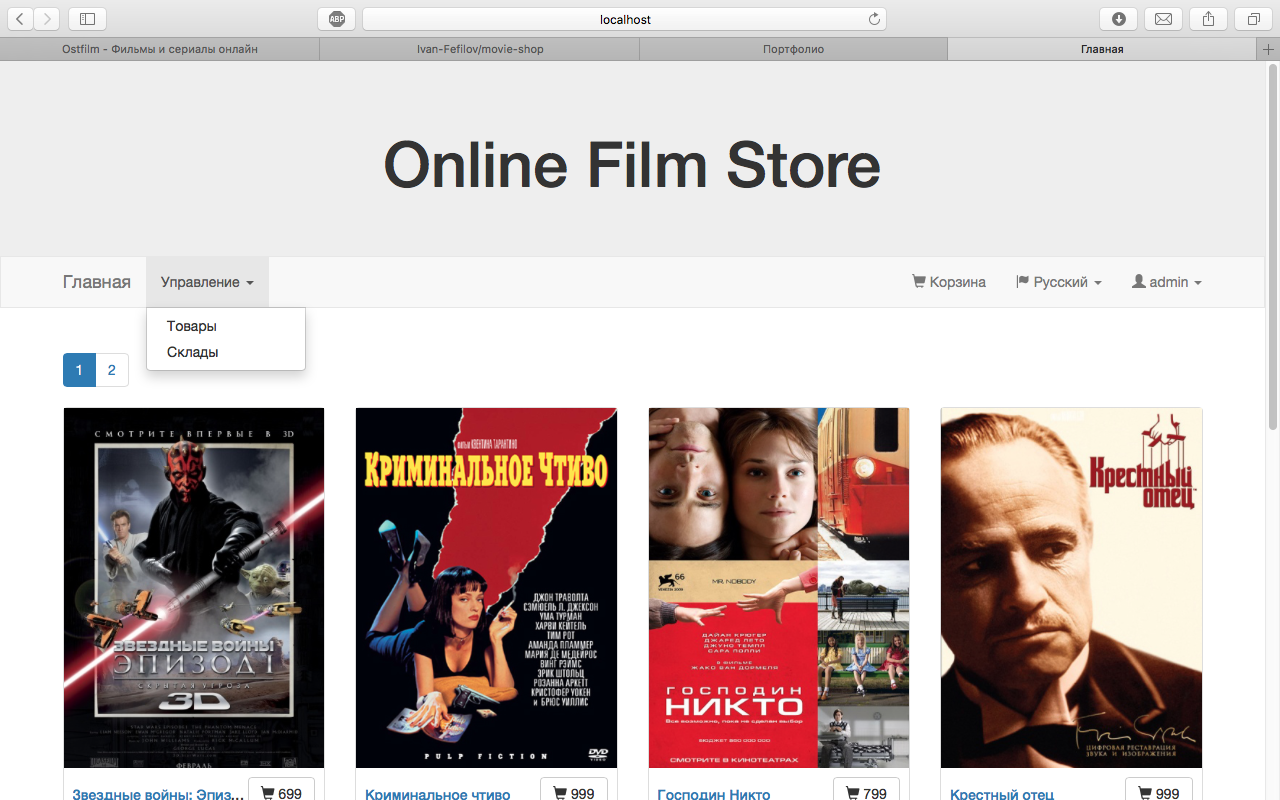 ABP
localhost
Ostfilm - Фильмы и сериалы онлайн
Ivan-Fefilov/movie-shop
Портфолио
Главная
Online Film Store
Главная
Управление
Корзина
Русский
admin
Товары
Склады
1
2
СМОТРИТЕ ВПЕРВЫЕ В 3D
ЗВЕЗДНЫЕ ВОЙНЫ
ЭПИЗОД I
СКРЫТАЯ УГРОЗА
3D
ФЕВРАЛЬ
ФИЛЬМ КВЕНТИНА ТАРАНТИНО
КРИМИНАЛЬНОЕ ЧТИВО
ДЖОН ТРАВОЛТА
СЭМЮЕЛЬ Л. ДЖЕКСОН
УМА ТУРМАН
ХАРВИ КЕЙТЕЛЬ
ТИМ РОТ
АМАНДА ПЛАММЕР
МАРИЯ ДЕ МЕДЕЙРОС
ВИНГ РЭЙМС
ЭРИК ШТОЛЬЦ
РОЗАННА АРКЕТТ
КРИСТОФЕР УОКЕН
и БРЮС УИЛЛИС
PULP FICTION
DVD
VIDEO
66
VENEZIA 2009
MR. NOBODY
ДАЙАН КРЮГЕР
ДЖАРЕД ЛЕТО
ДЖУНО ТЕМПЛ
САРА ПОЛЛИ
В ФИЛЬМЕ
ЖАКО ВАН ДОРМЕЛЯ
ГОСПОДИН
НИКТО
Все возможно, пока не сделан выбор
СМОТРИТЕ В КИНОТЕАТРАХ
Крестный
отец
ЦИФРОВАЯ РЕСТАВРАЦИЯ
ЗВУКА И ИЗОБРАЖЕНИЯ
Звездные войны: Эпиз...
699
Криминальное чтиво
999
Господин Никто
799
Крестный отец
999